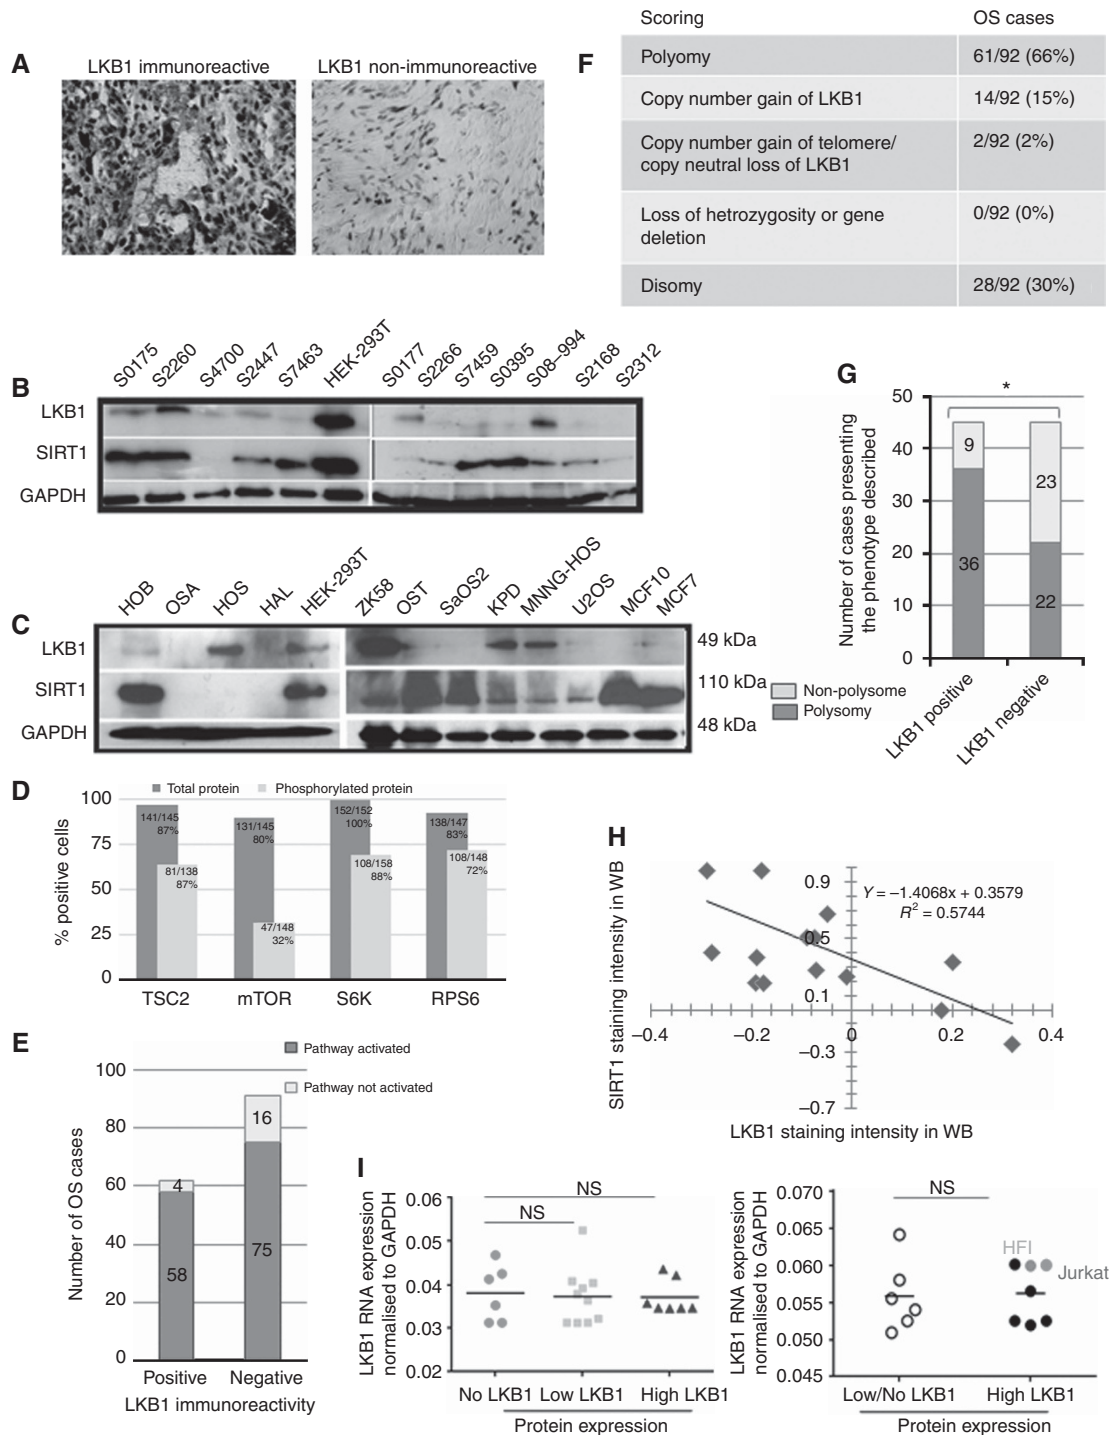 A
LKB1 immunoreactive
LKB1 non-immunoreactive
F
Scoring OS cases
Polyomy 61/92 (66%)
Copy number gain of LKB1 14/92 (15%)
Copy number gain of telomere/
copy neutral loss of LKB1 2/92 (2%)
Loss of hetrozygosity or gene
deletion 0/92 (0%)
Disomy 28/92 (30%)
B
S0175 S2260 S4700 S2447 S7463 HEK-293T S0177 S2266 S7459 S0395 S08–994 S2168 S2312
LKB1
SIRT1
GAPDH
C
HOB OSA HOS HAL HEK-293T ZK58 OST SaOS2 KPD MNNG-HOS U2OS MCF10 MCF7
LKB1 49 kDa
SIRT1 110 kDa
GAPDH 48 kDa
G
Number of cases presenting
the phenotype described
50
40
30
20
10
0
*
9
36
23
22
LKB1 positive
LKB1 negative
Non-polysome
Polysomy
D
Total protein
Phosphorylated protein
% positive cells
100
75
50
25
0
141/145
87%
81/138
87%
131/145
80%
47/148
32%
152/152
100%
108/158
88%
138/147
83%
108/148
72%
TSC2 mTOR S6K RPS6
E
Pathway activated
Pathway not activated
Number of OS cases
100
80
60
40
20
0
4
58
16
75
Positive Negative
LKB1 immunoreactivity
H
SIRT1 staining intensity in WB
0.9
0.5
0.1
–0.3
–0.7
Y = –1.4068x + 0.3579
R2 = 0.5744
–0.4 –0.2 0 0.2 0.4
LKB1 staining intensity in WB
I
LKB1 RNA expression
normalised to GAPDH
0.06
0.05
0.04
0.03
0.02
NS
NS
No LKB1 Low LKB1 High LKB1
Protein expression
LKB1 RNA expression
normalised to GAPDH
0.070
0.065
0.060
0.055
0.050
0.045
NS
HFI
Jurkat
Low/No LKB1 High LKB1
Protein expression